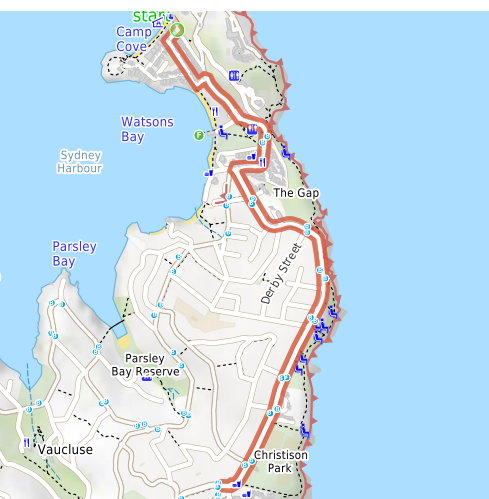 start
Camp
Cove
Watsons
Bay
F
Sydney
Harbour
The Gap
Parsley
Bay
Derby Street
Parsley
Bay Reserve
Vaucluse
Christison
Park